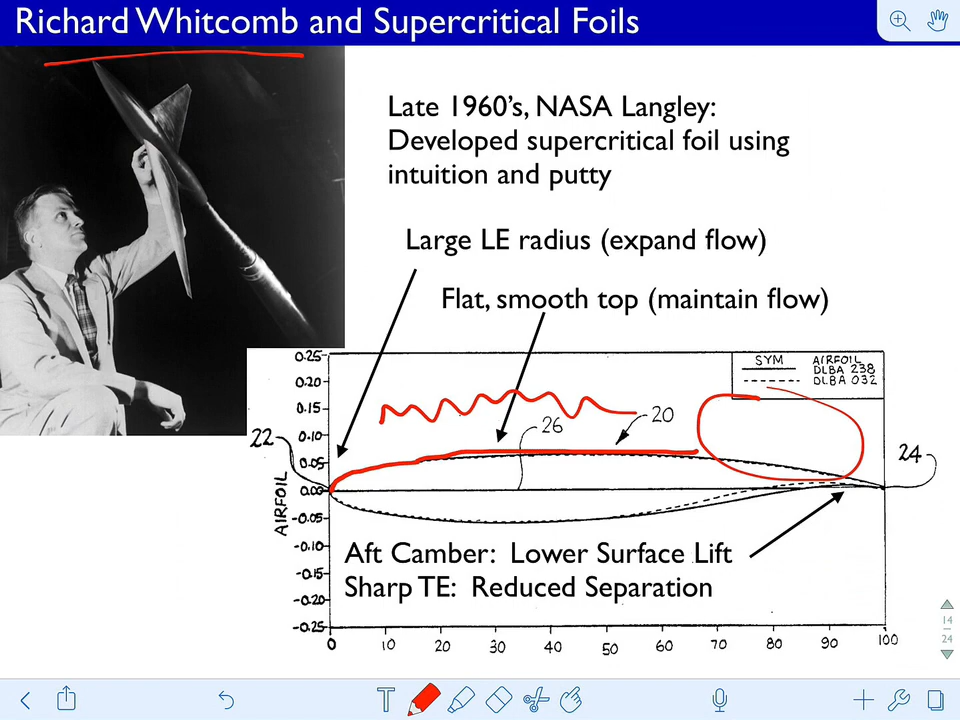 Richard Whitcomb and Supercritical Foils
Late 1960's, NASA Langley:
Developed supercritical foil using
intuition and putty
Large LE radius (expand flow)
Flat, smooth top (maintain flow)
SYM AIRFOIL
DLBA 238
DLBA 032
0.25
0.20
0.15
0.10
0.05
0.00
-0.05
-0.10
-0.15
-0.20
-0.25
AIRFOIL
22
26
20
24
Aft Camber: Lower Surface Lift
Sharp TE: Reduced Separation
0 10 20 30 40 50 60 70 80 90 100
14
24
T